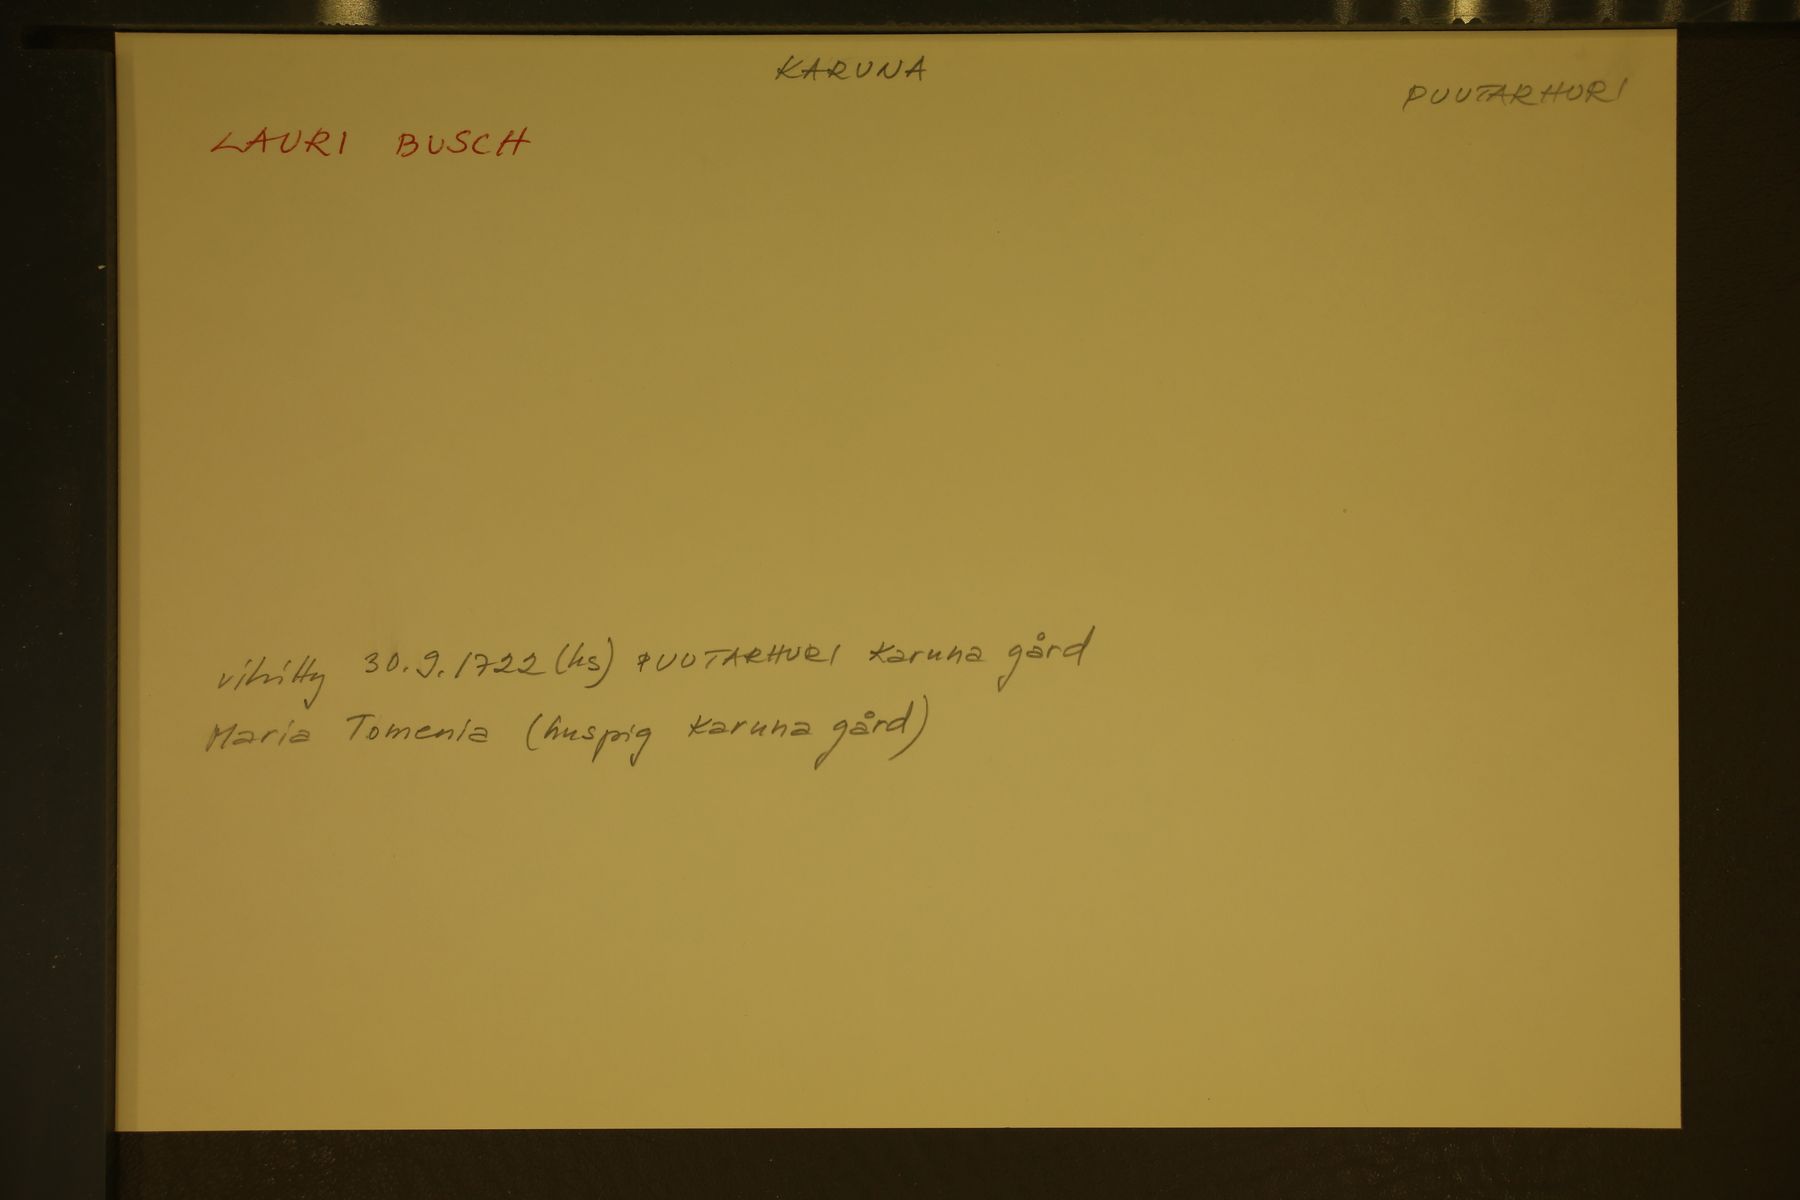 KARUNA
PUUTARHURI
LAURI BUSCH
vihitty 30.9.1722 (hs) PUUTARHURI Karuna gård
Maria Tomenia (huspig Karuna gård)